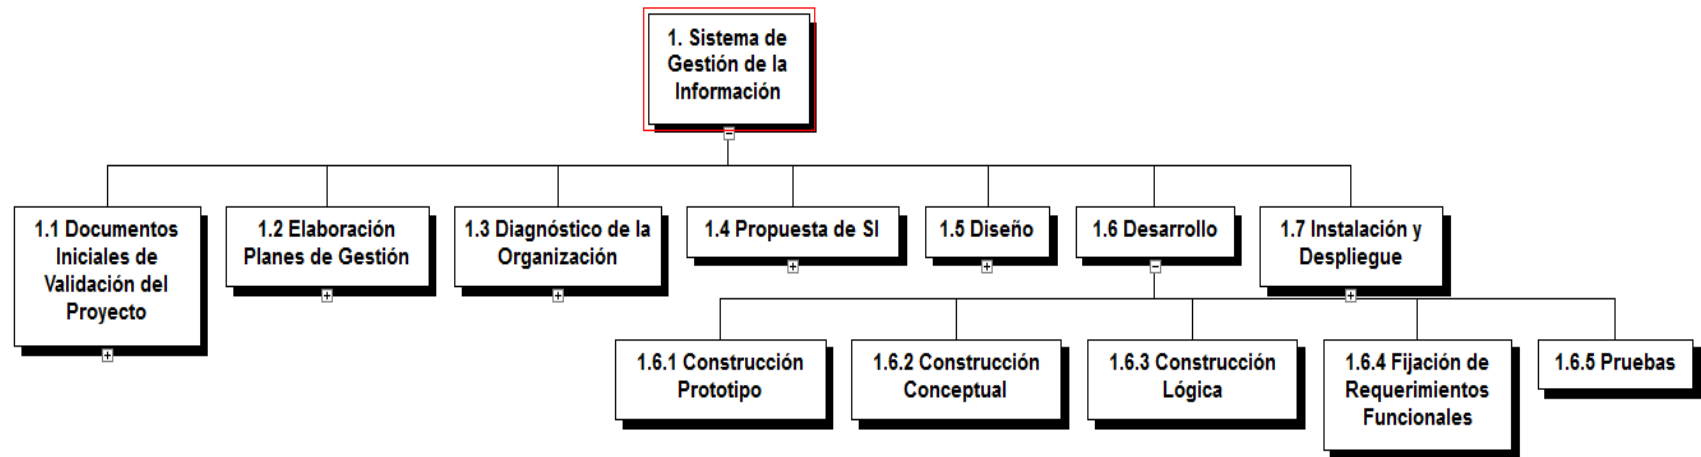 1. Sistema de
Gestión de la
Información
1.1 Documentos
Iniciales de
Validación del
Proyecto
1.2 Elaboración
Planes de Gestión
1.3 Diagnóstico de la
Organización
1.4 Propuesta de SI
1.5 Diseño
1.6 Desarrollo
1.7 Instalación y
Despliegue
1.6.1 Construcción
Prototipo
1.6.2 Construcción
Conceptual
1.6.3 Construcción
Lógica
1.6.4 Fijación de
Requerimientos
Funcionales
1.6.5 Pruebas